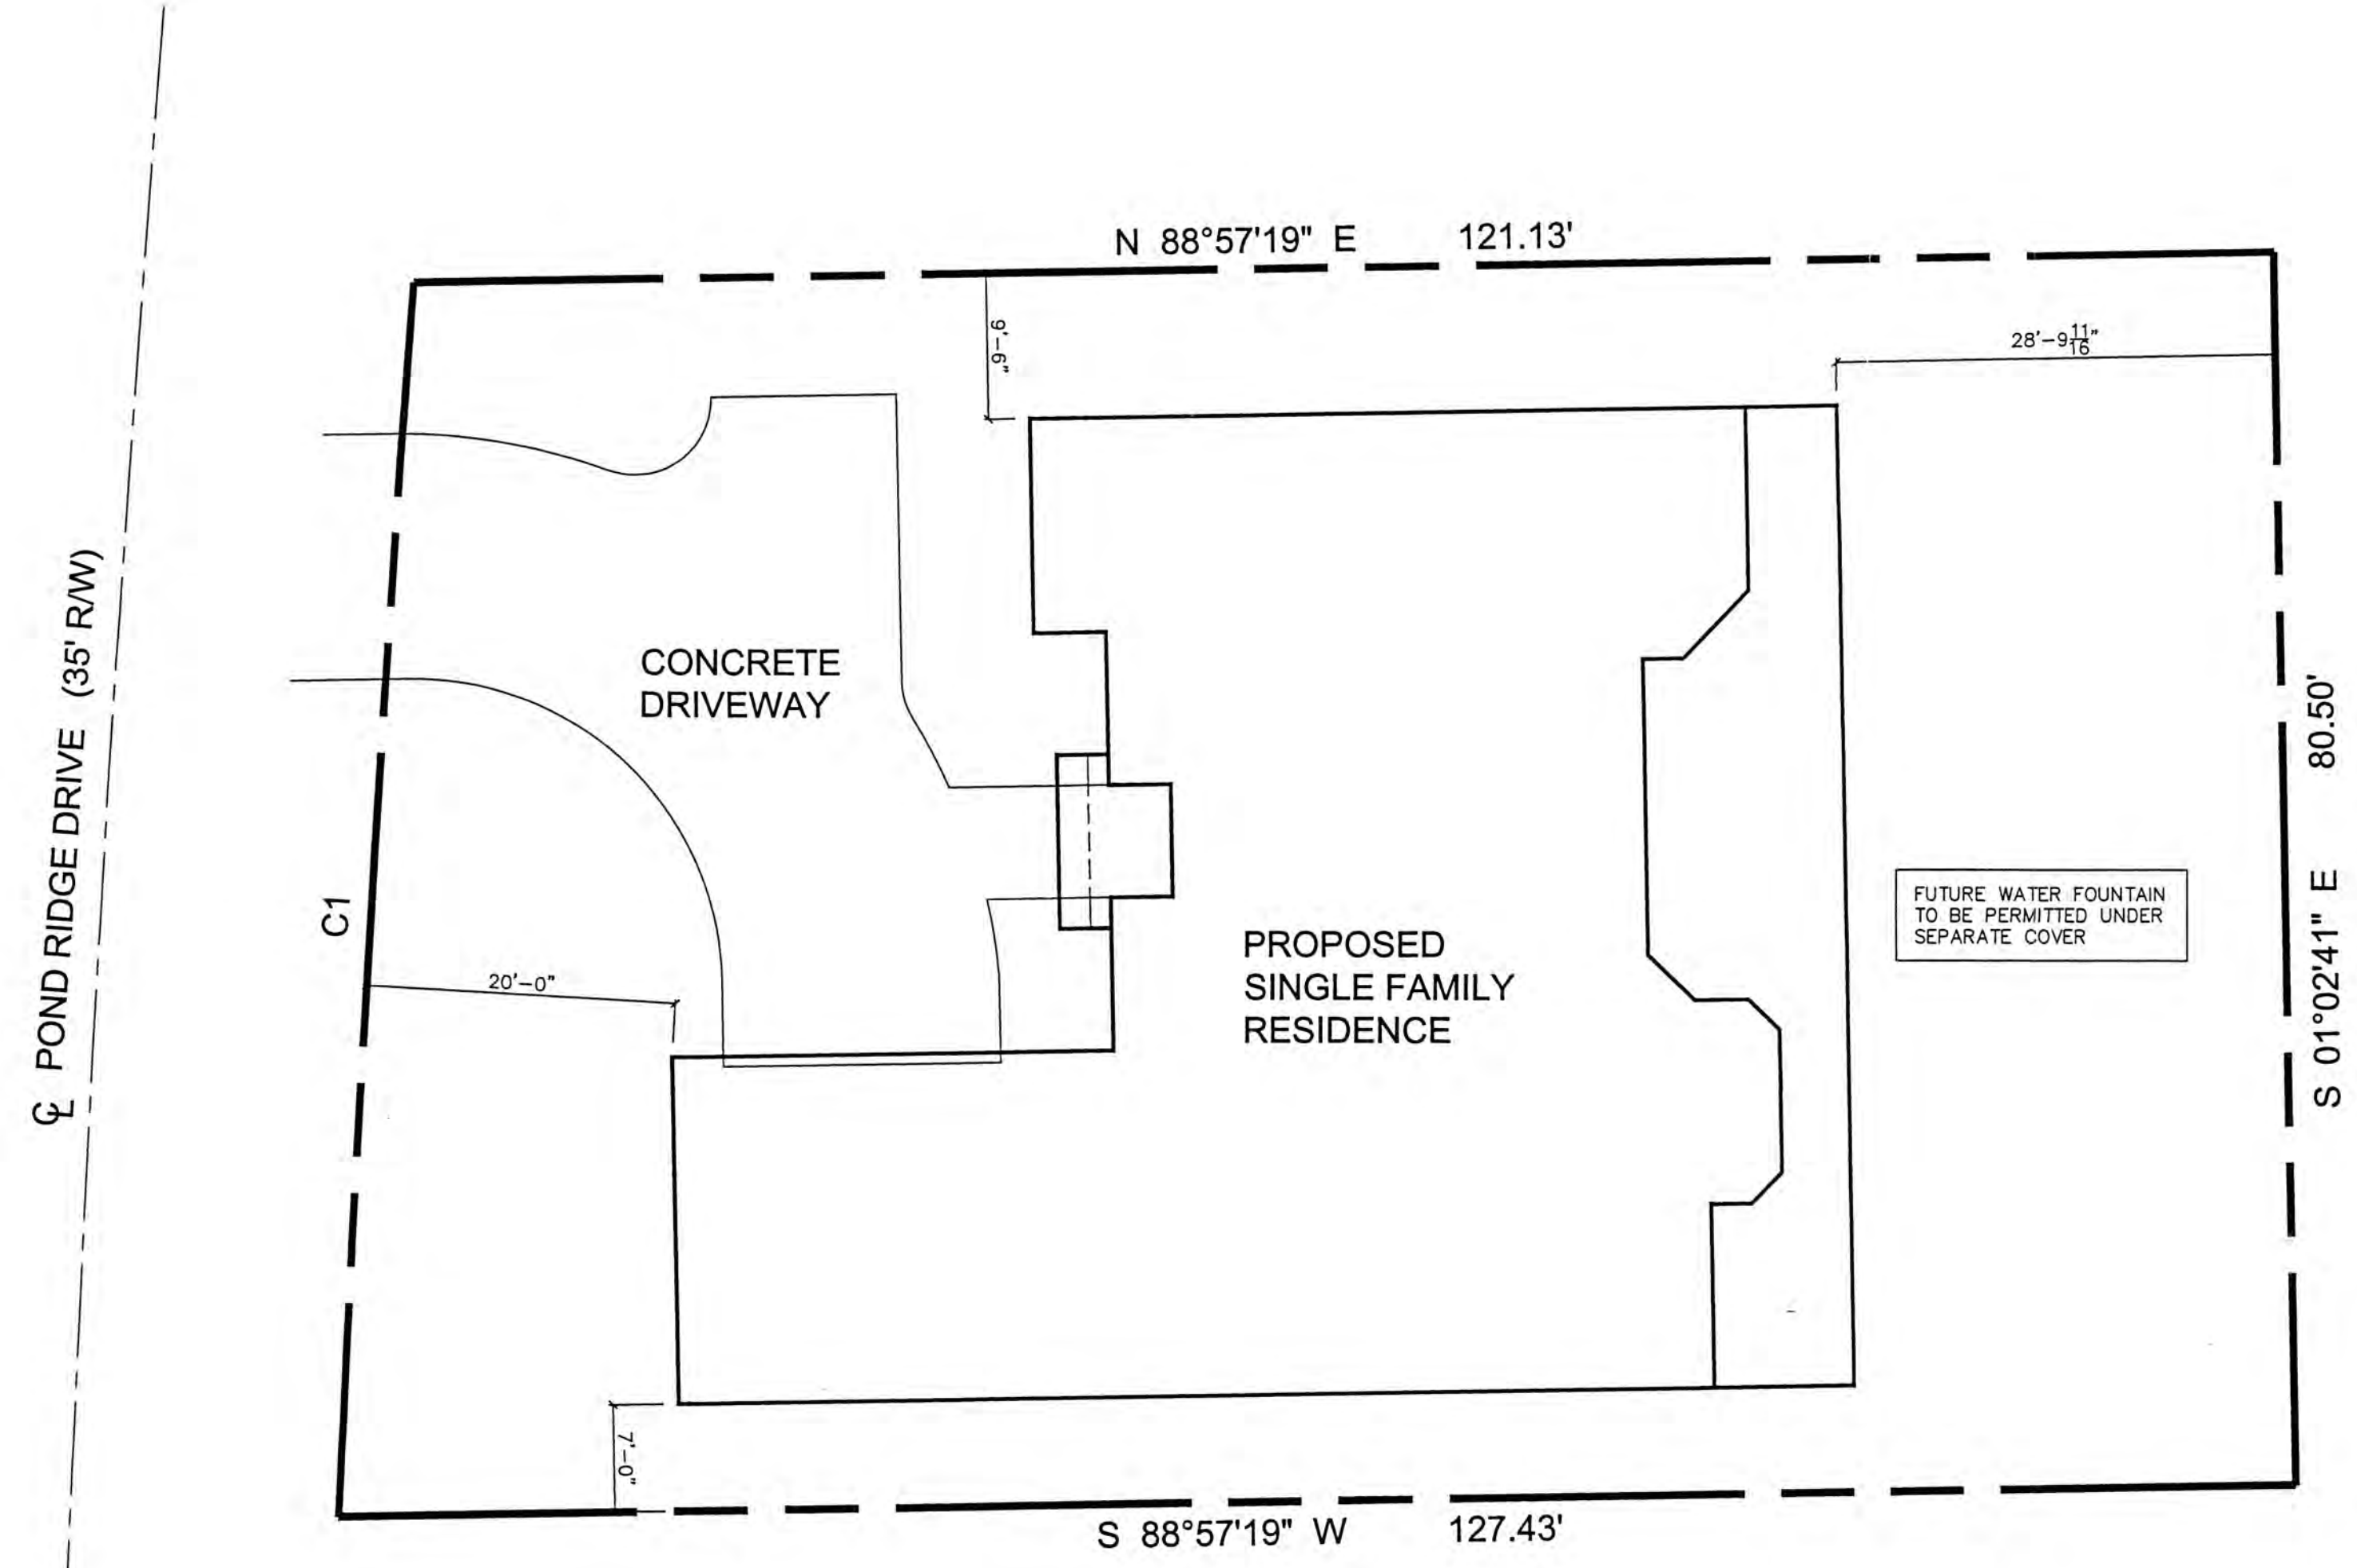 N 88°57'19" E 121.13'
9'-6"
28'-9 11/16"
℄ POND RIDGE DRIVE (35' R/W)
CONCRETE
DRIVEWAY
C1
20'-0"
PROPOSED
SINGLE FAMILY
RESIDENCE
FUTURE WATER FOUNTAIN
TO BE PERMITTED UNDER
SEPARATE COVER
S 01°02'41" E 80.50'
7'-0"
S 88°57'19" W 127.43'